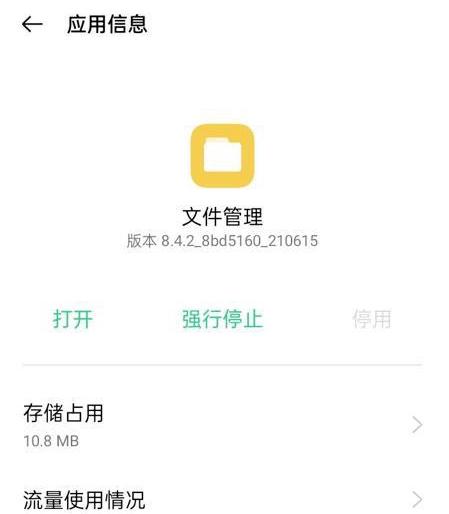 应用信息
文件管理
版本 8.4.2_8bd5160_210615
打开 强行停止 停用
存储占用
10.8 MB
流量使用情况